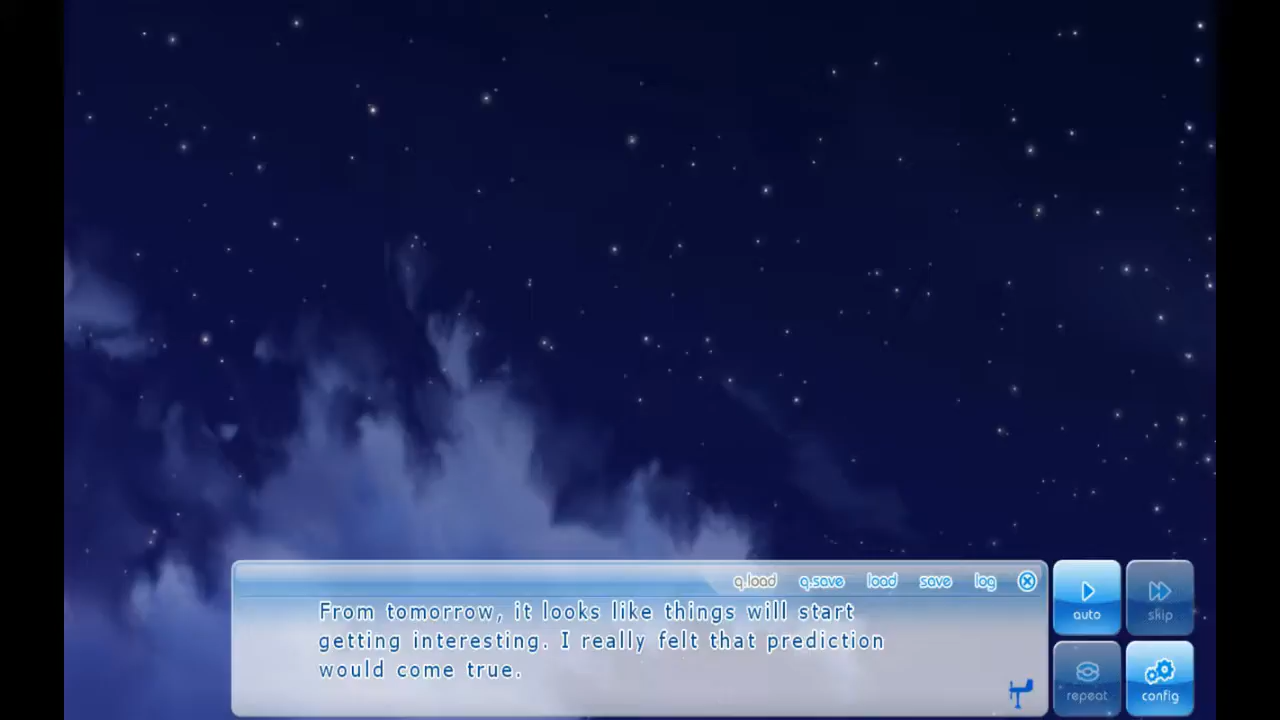 q.load q.save load save log
From tomorrow, it looks like things will start
getting interesting. I really felt that prediction
would come true.
auto
skip
repeat
config